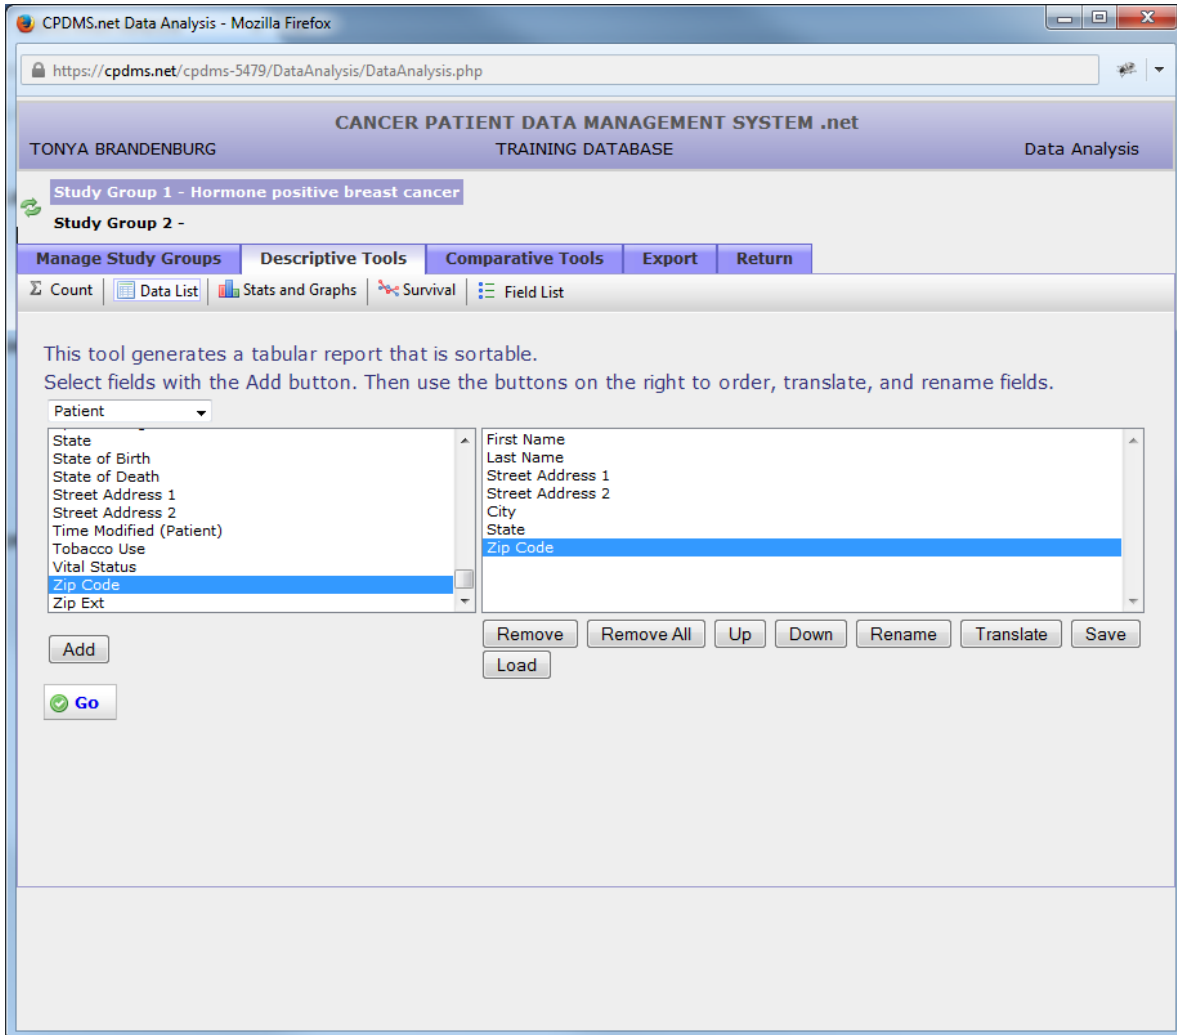 CPDMS.net Data Analysis - Mozilla Firefox
https://cpdms.net/cpdms-5479/DataAnalysis/DataAnalysis.php
CANCER PATIENT DATA MANAGEMENT SYSTEM .net
TONYA BRANDENBURG TRAINING DATABASE Data Analysis
Study Group 1 - Hormone positive breast cancer
Study Group 2 -
Manage Study Groups Descriptive Tools Comparative Tools Export Return
Σ Count Data List Stats and Graphs Survival Field List
This tool generates a tabular report that is sortable.
Select fields with the Add button. Then use the buttons on the right to order, translate, and rename fields.
Patient
State
State of Birth
State of Death
Street Address 1
Street Address 2
Time Modified (Patient)
Tobacco Use
Vital Status
Zip Code
Zip Ext
First Name
Last Name
Street Address 1
Street Address 2
City
State
Zip Code
Add
Remove Remove All Up Down Rename Translate Save
Load
Go